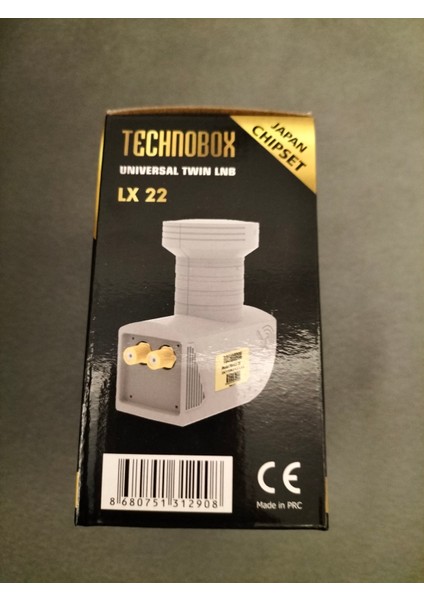 TECHNOBOX
JAPAN
CHIPSET
UNIVERSAL TWIN LNB
LX 22
8 680751 312908
CE
Made in PRC